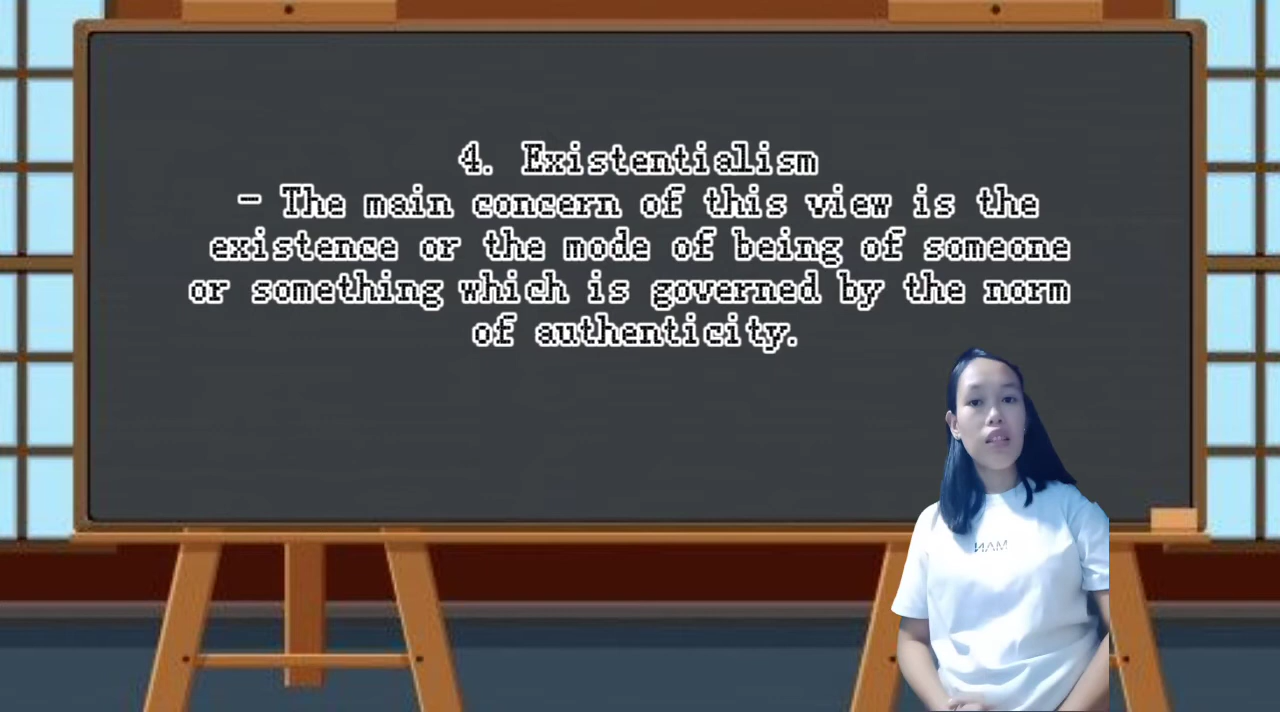 4. Existentialism
- The main concern of this view is the
existence or the mode of being of someone
or something which is governed by the norm
of authenticity.
MAN